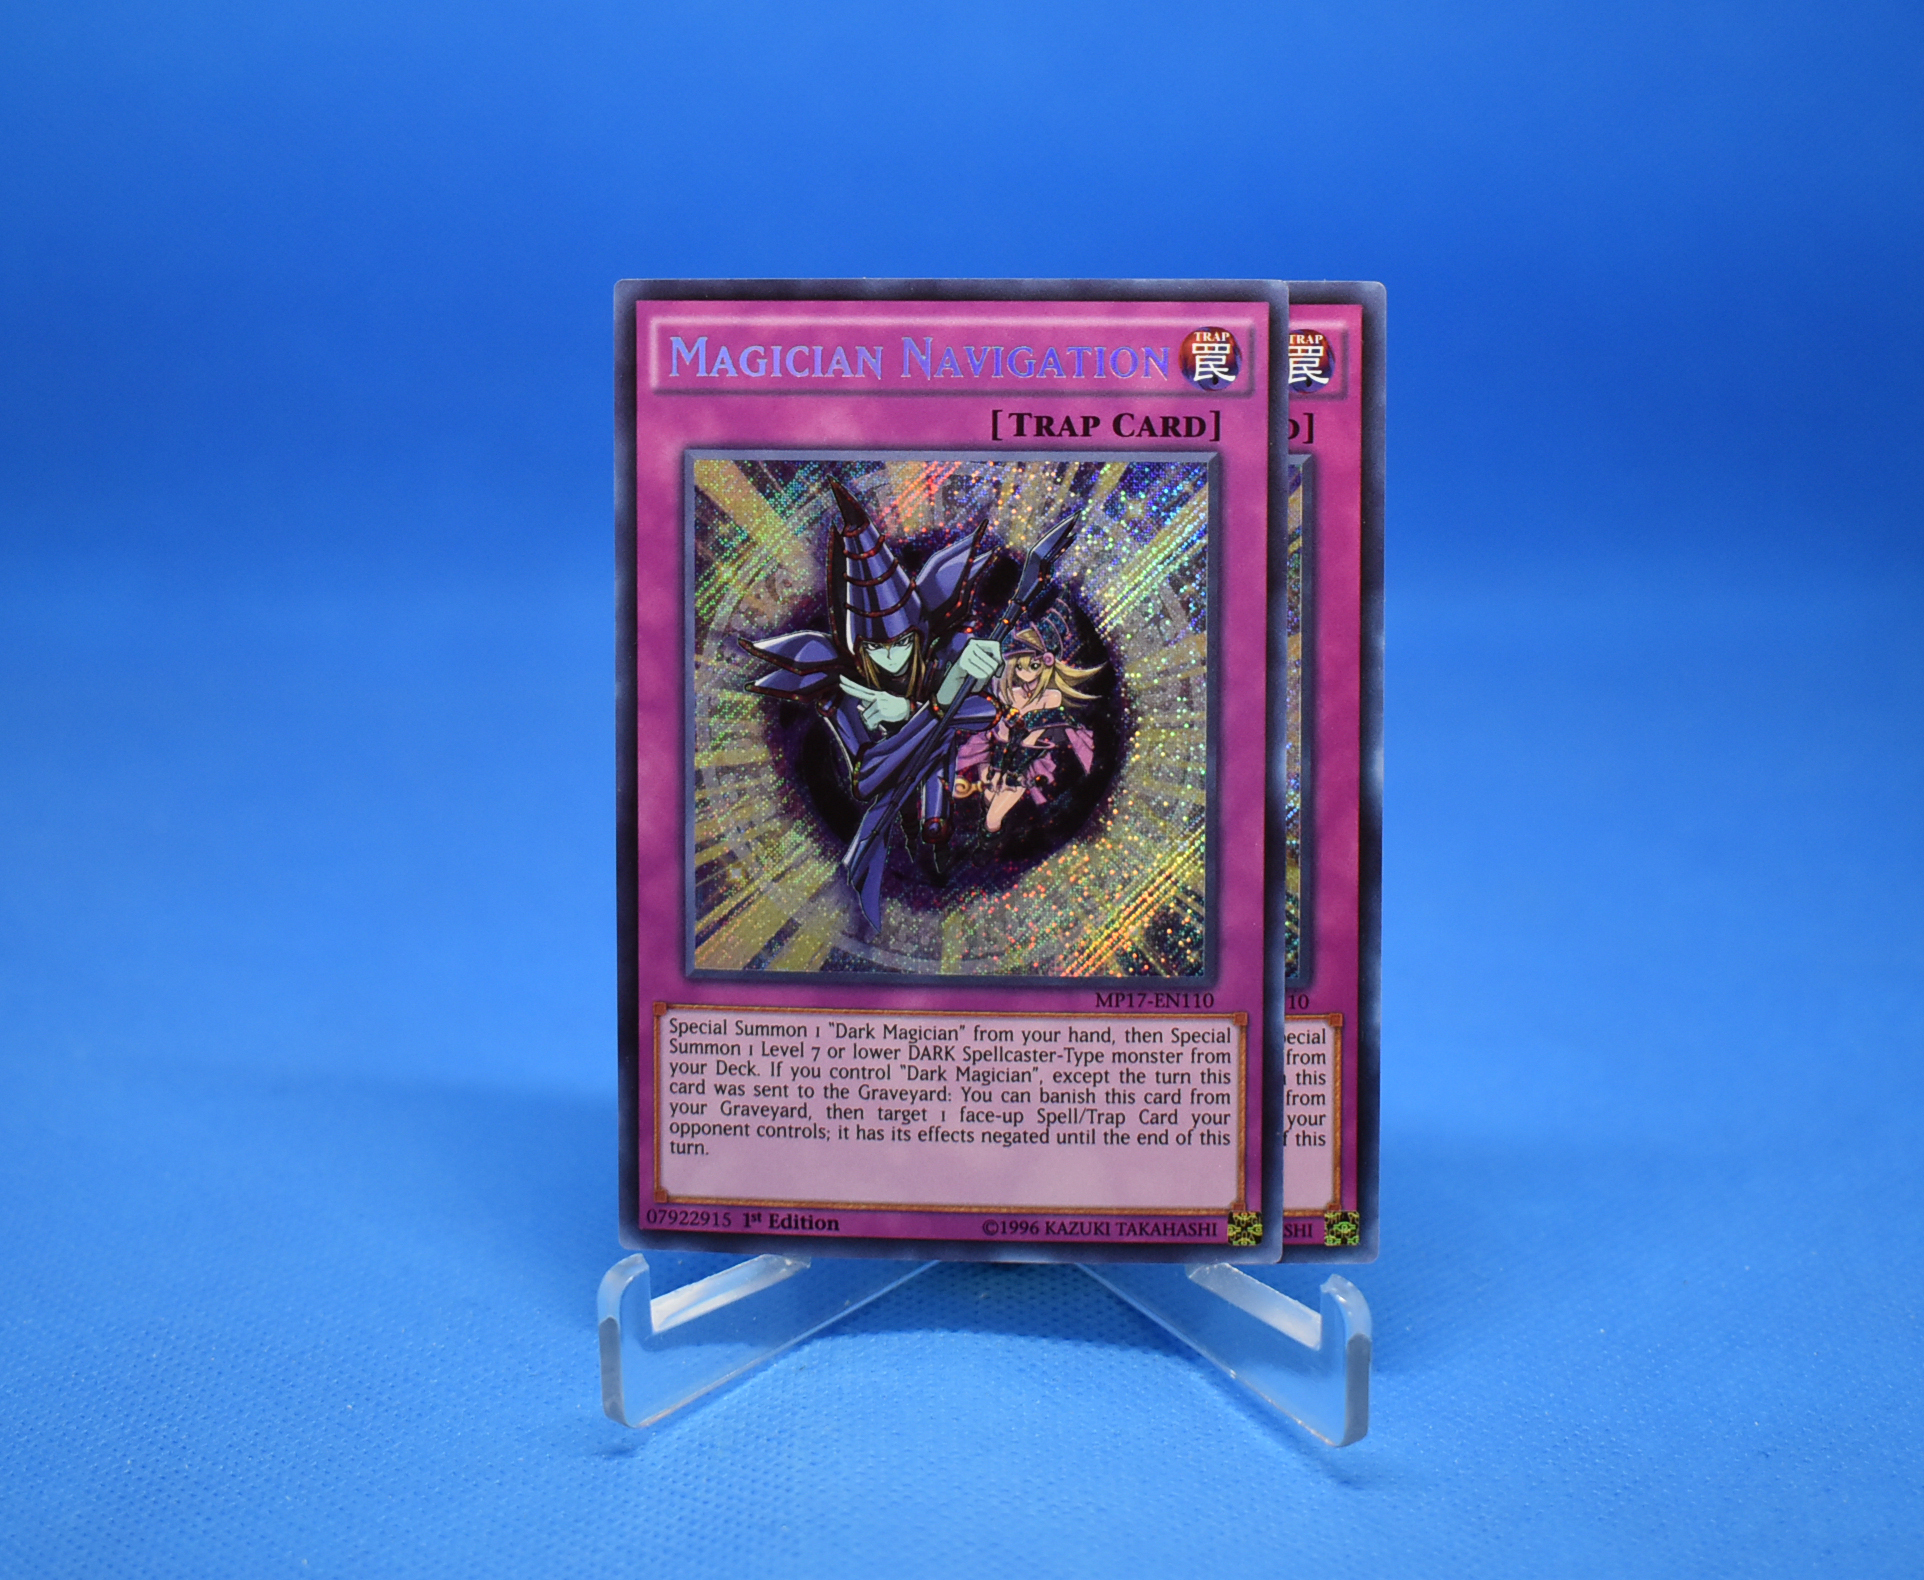 MAGICIAN NAVIGATION
TRAP
罠
TRAP
罠
[TRAP CARD]
D]
MP17-EN110
10
Special Summon 1 "Dark Magician" from your hand, then Special
Summon 1 Level 7 or lower DARK Spellcaster-Type monster from
your Deck. If you control "Dark Magician", except the turn this
card was sent to the Graveyard: You can banish this card from
your Graveyard, then target 1 face-up Spell/Trap Card your
opponent controls; it has its effects negated until the end of this
turn.
ecial
from
this
from
your
f this
07922915 1st Edition
©1996 KAZUKI TAKAHASHI
SHI